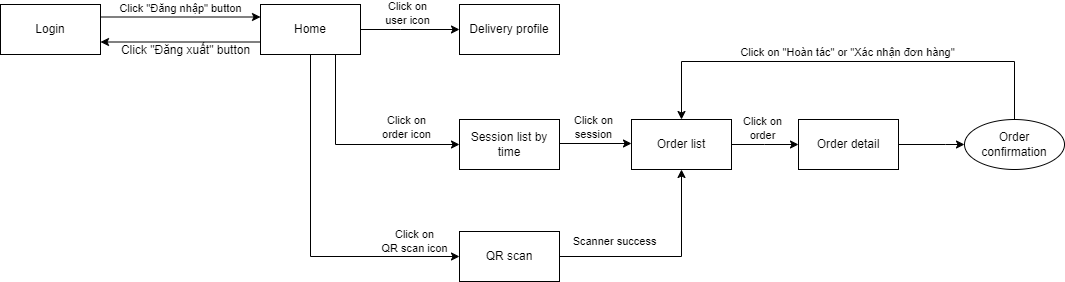 Click "Đăng nhập" button
Login
Home
Click "Đăng xuất" button
Click on
user icon
Delivery profile
Click on "Hoàn tác" or "Xác nhận đơn hàng"
Click on
order icon
Session list by
time
Click on
session
Order list
Click on
order
Order detail
Order
confirmation
Click on
QR scan icon
QR scan
Scanner success